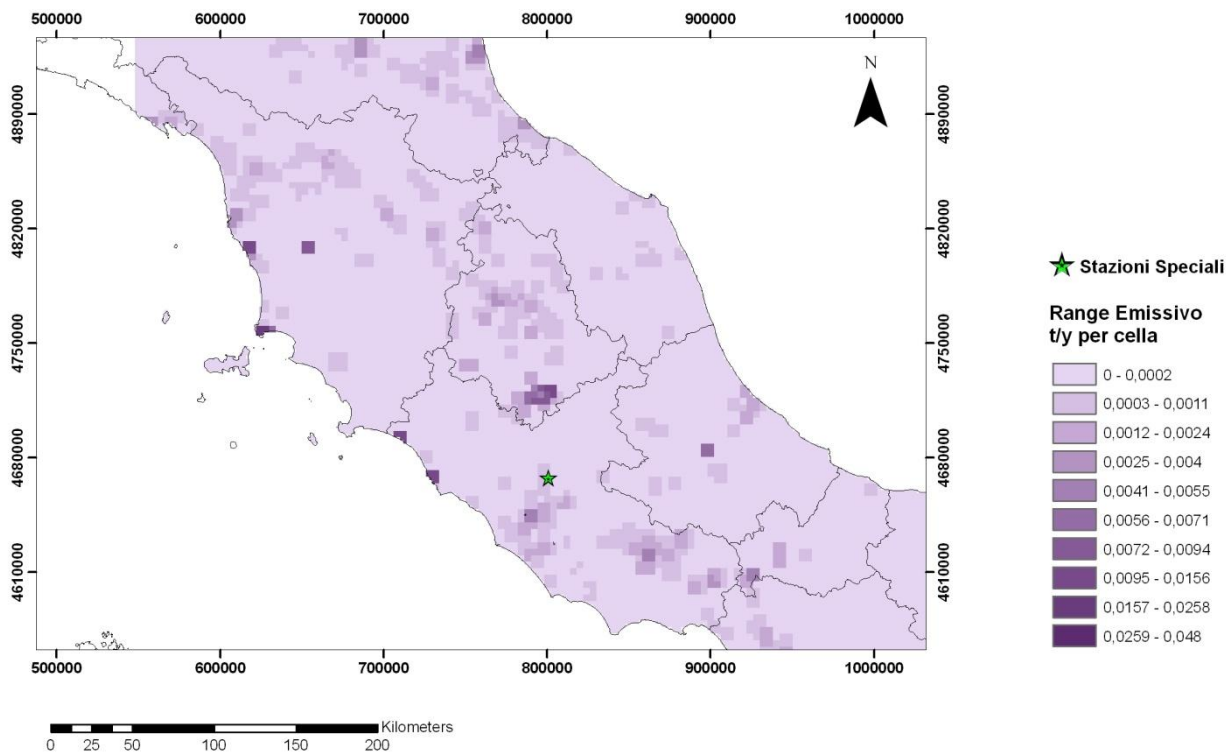 500000 600000 700000 800000 900000 1000000
4890000 4890000
4820000 4820000
4750000 4750000
4680000 4680000
4610000 4610000
N
500000 600000 700000 800000 900000 1000000
Kilometers
0 25 50 100 150 200
Stazioni Speciali
Range Emissivo
t/y per cella
0 - 0,0002
0,0003 - 0,0011
0,0012 - 0,0024
0,0025 - 0,004
0,0041 - 0,0055
0,0056 - 0,0071
0,0072 - 0,0094
0,0095 - 0,0156
0,0157 - 0,0258
0,0259 - 0,048